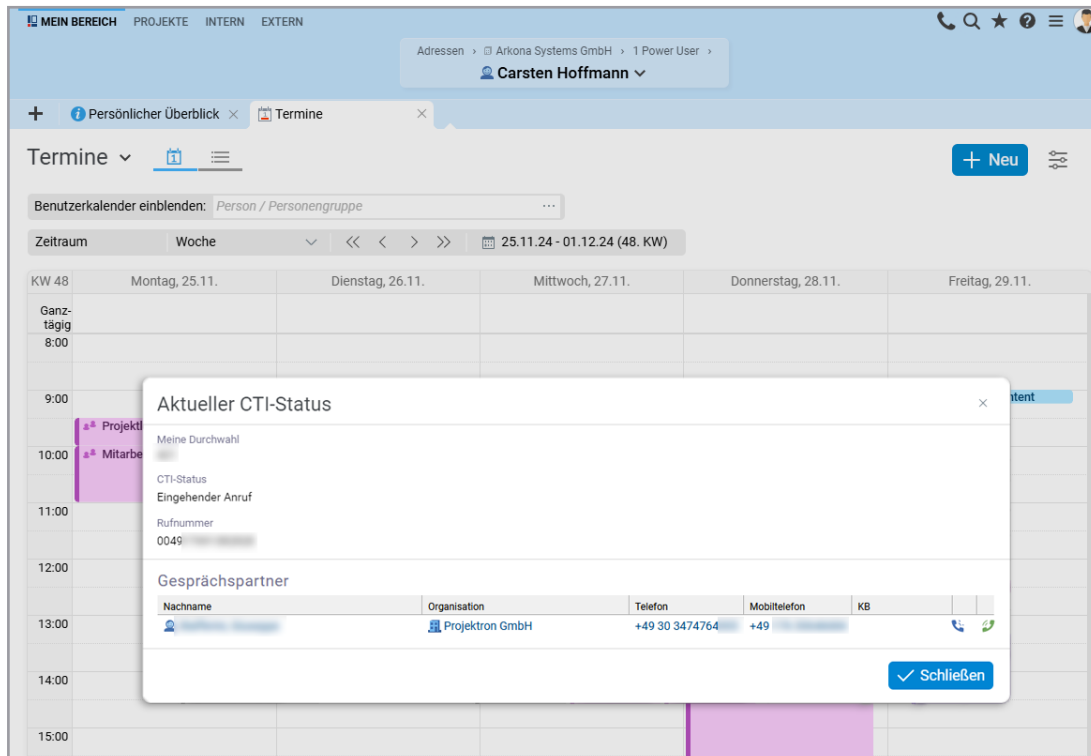 MEIN BEREICH PROJEKTE INTERN EXTERN
Adressen › Arkona Systems GmbH › 1 Power User ›
Carsten Hoffmann
Persönlicher Überblick Termine
Termine
Neu
Benutzerkalender einblenden: Person / Personengruppe ...
Zeitraum Woche 25.11.24 - 01.12.24 (48. KW)
KW 48 Montag, 25.11. Dienstag, 26.11. Mittwoch, 27.11. Donnerstag, 28.11. Freitag, 29.11.
Ganz-
tägig
8:00
9:00
10:00
11:00
12:00
13:00
14:00
15:00
Aktueller CTI-Status
Meine Durchwahl
CTI-Status
Eingehender Anruf
Rufnummer
0049
Gesprächspartner
Nachname Organisation Telefon Mobiltelefon KB
Projektron GmbH +49 30 3474764 +49
Schließen